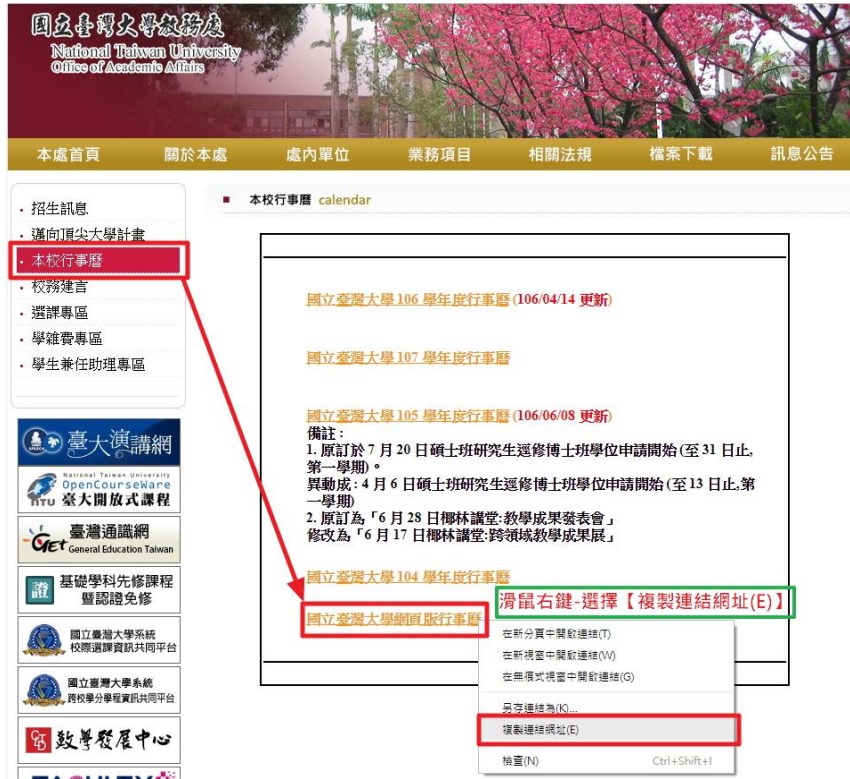 國立臺灣大學教務處
National Taiwan University
Office of Academic Affairs
本處首頁 關於本處 處內單位 業務項目 相關法規 檔案下載 訊息公告
招生訊息
邁向頂尖大學計畫
本校行事曆
校務建言
選課專區
學雜費專區
學生兼任助理專區
臺大演講網
SPEECH
National Taiwan University
OpenCourseWare
NTU 臺大開放式課程
臺灣通識網
GET General Education Taiwan
證 基礎學科先修課程
暨認證免修
國立臺灣大學系統
校際選課資訊共同平台
國立臺灣大學系統
跨校學分學程資訊共同平台
教學發展中心
本校行事曆 calendar
國立臺灣大學 106 學年度行事曆 (106/04/14 更新)
國立臺灣大學 107 學年度行事曆
國立臺灣大學 105 學年度行事曆 (106/06/08 更新)
備註：
1. 原訂於 7 月 20 日碩士班研究生逕修博士班學位申請開始 (至 31 日止,
第一學期)。
異動成：4 月 6 日碩士班研究生逕修博士班學位申請開始 (至 13 日止,第
一學期)
2. 原訂為「6 月 28 日椰林講堂:教學成果發表會」
修改為「6 月 17 日椰林講堂:跨領域教學成果展」
國立臺灣大學 104 學年度行事曆
國立臺灣大學網頁版行事曆
滑鼠右鍵-選擇【複製連結網址(E)】
在新分頁中開啟連結(T)
在新視窗中開啟連結(W)
在無痕式視窗中開啟連結(G)
另存連結為(K)...
複製連結網址(E)
檢查(N) Ctrl+Shift+I